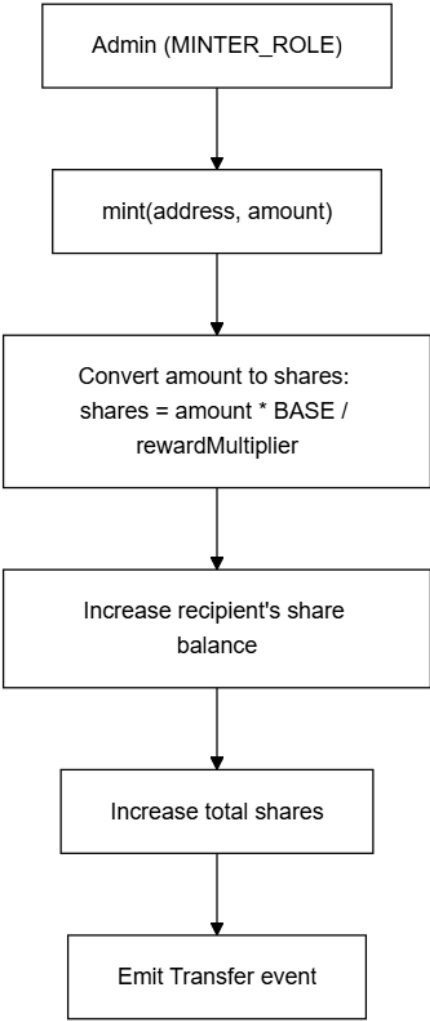 Admin (MINTER_ROLE)
mint(address, amount)
Convert amount to shares:
shares = amount * BASE /
rewardMultiplier
Increase recipient's share
balance
Increase total shares
Emit Transfer event